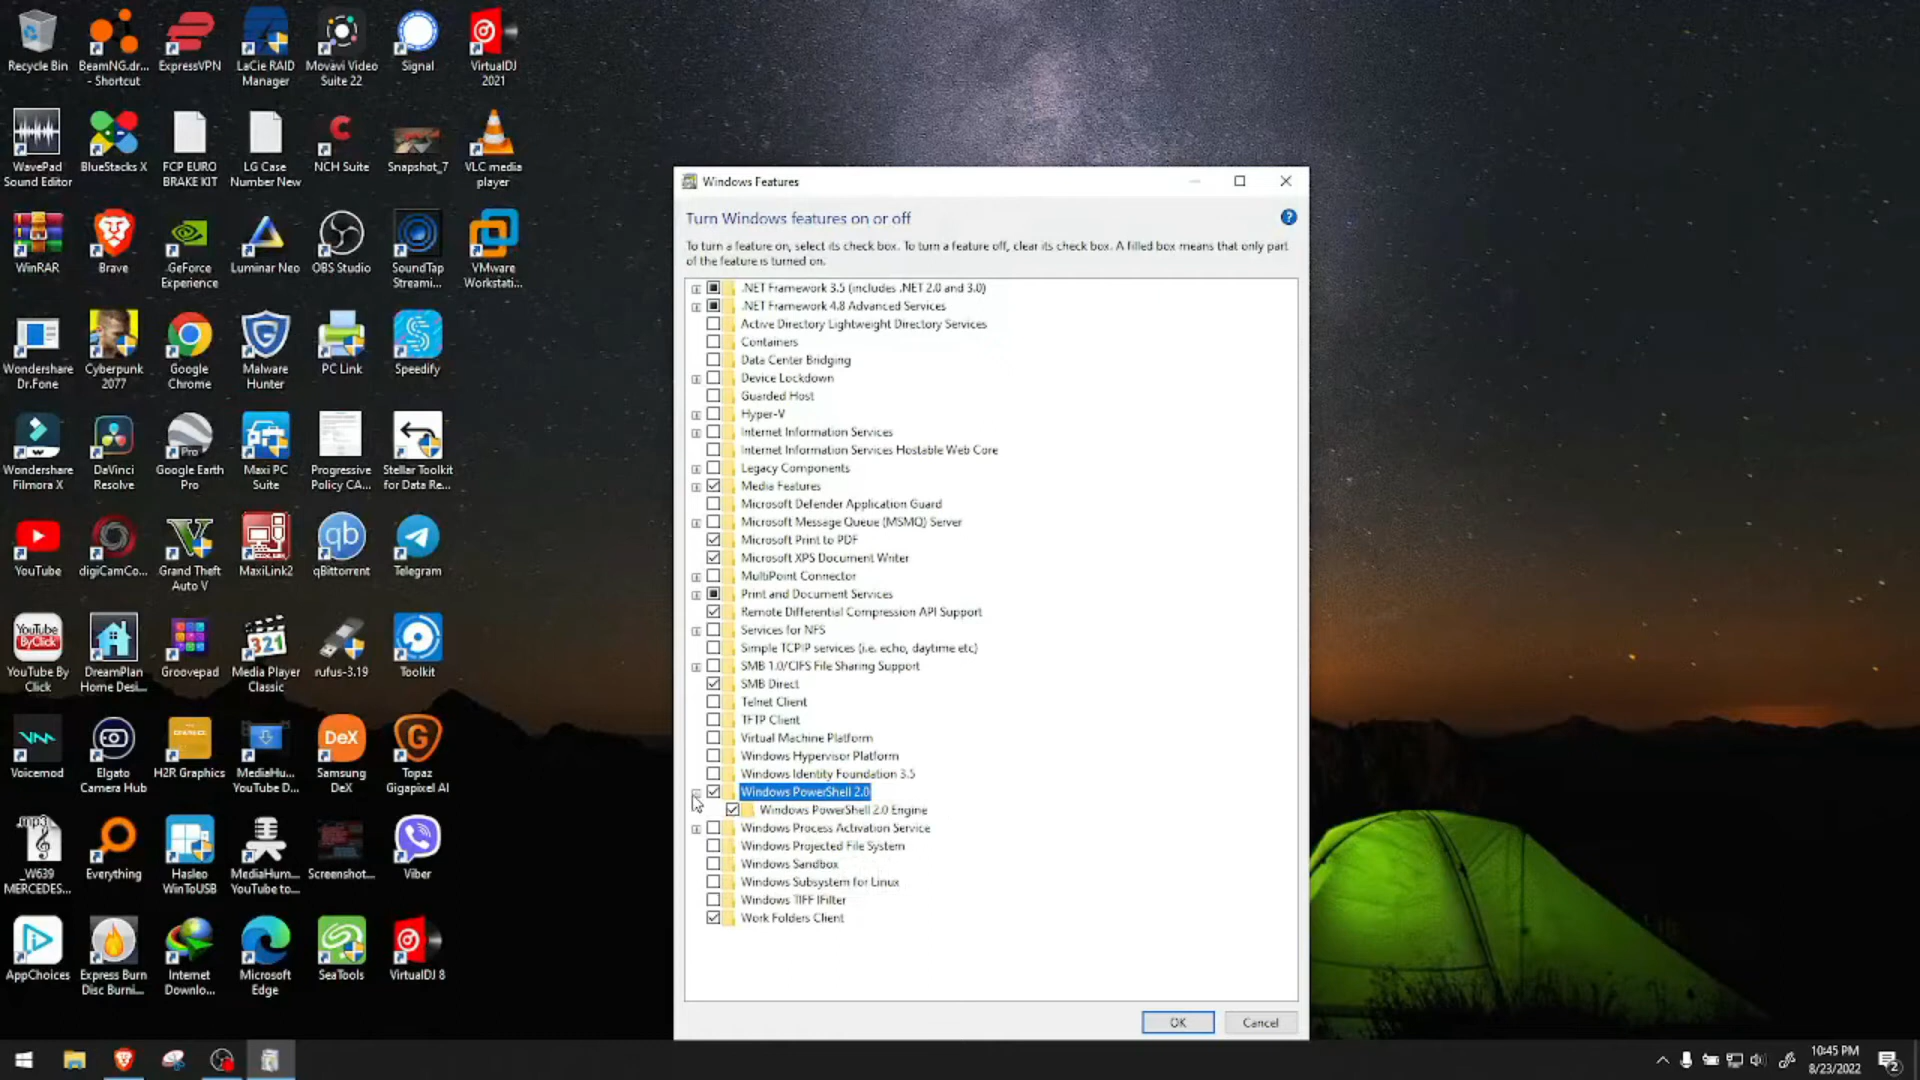 Recycle Bin
BeamNG.dr...
- Shortcut
ExpressVPN
LaCie RAID
Manager
Movavi Video
Suite 22
Signal
VirtualDJ
2021
WavePad
Sound Editor
BlueStacks X
FCP EURO
BRAKE KIT
LG Case
Number New
NCH Suite
Snapshot_7
VLC media
player
WinRAR
Brave
GeForce
Experience
Luminar Neo
OBS Studio
SoundTap
Streami...
VMware
Workstati...
Wondershare
Dr.Fone
Cyberpunk
2077
Google
Chrome
Malware
Hunter
PC Link
Speedify
Wondershare
Filmora X
DaVinci
Resolve
Pro
Google Earth
Pro
Maxi PC
Suite
Progressive
Policy CA...
Stellar Toolkit
for Data Re...
YouTube
digiCamCo...
Grand Theft
Auto V
MaxiLink2
qb
qBittorrent
Telegram
YouTube
ByClick
YouTube By
Click
DreamPlan
Home Desi...
Groovepad
321
Media Player
Classic
rufus-3.19
Toolkit
Voicemod
Elgato
Camera Hub
H2R Graphics
MediaHu...
YouTube D...
DeX
Samsung
DeX
Topaz
Gigapixel AI
.mp3
_W639
MERCEDES...
Everything
Hasleo
WinToUSB
MediaHum...
YouTube to...
Screenshot...
Viber
AppChoices
Express Burn
Disc Burni...
Internet
Downlo...
Microsoft
Edge
SeaTools
VirtualDJ 8
Windows Features
Turn Windows features on or off
To turn a feature on, select its check box. To turn a feature off, clear its check box. A filled box means that only part
of the feature is turned on.
.NET Framework 3.5 (includes .NET 2.0 and 3.0)
.NET Framework 4.8 Advanced Services
Active Directory Lightweight Directory Services
Containers
Data Center Bridging
Device Lockdown
Guarded Host
Hyper-V
Internet Information Services
Internet Information Services Hostable Web Core
Legacy Components
Media Features
Microsoft Defender Application Guard
Microsoft Message Queue (MSMQ) Server
Microsoft Print to PDF
Microsoft XPS Document Writer
MultiPoint Connector
Print and Document Services
Remote Differential Compression API Support
Services for NFS
Simple TCPIP services (i.e. echo, daytime etc)
SMB 1.0/CIFS File Sharing Support
SMB Direct
Telnet Client
TFTP Client
Virtual Machine Platform
Windows Hypervisor Platform
Windows Identity Foundation 3.5
Windows PowerShell 2.0
Windows PowerShell 2.0 Engine
Windows Process Activation Service
Windows Projected File System
Windows Sandbox
Windows Subsystem for Linux
Windows TIFF IFilter
Work Folders Client
OK
Cancel
10:45 PM
8/23/2022
2